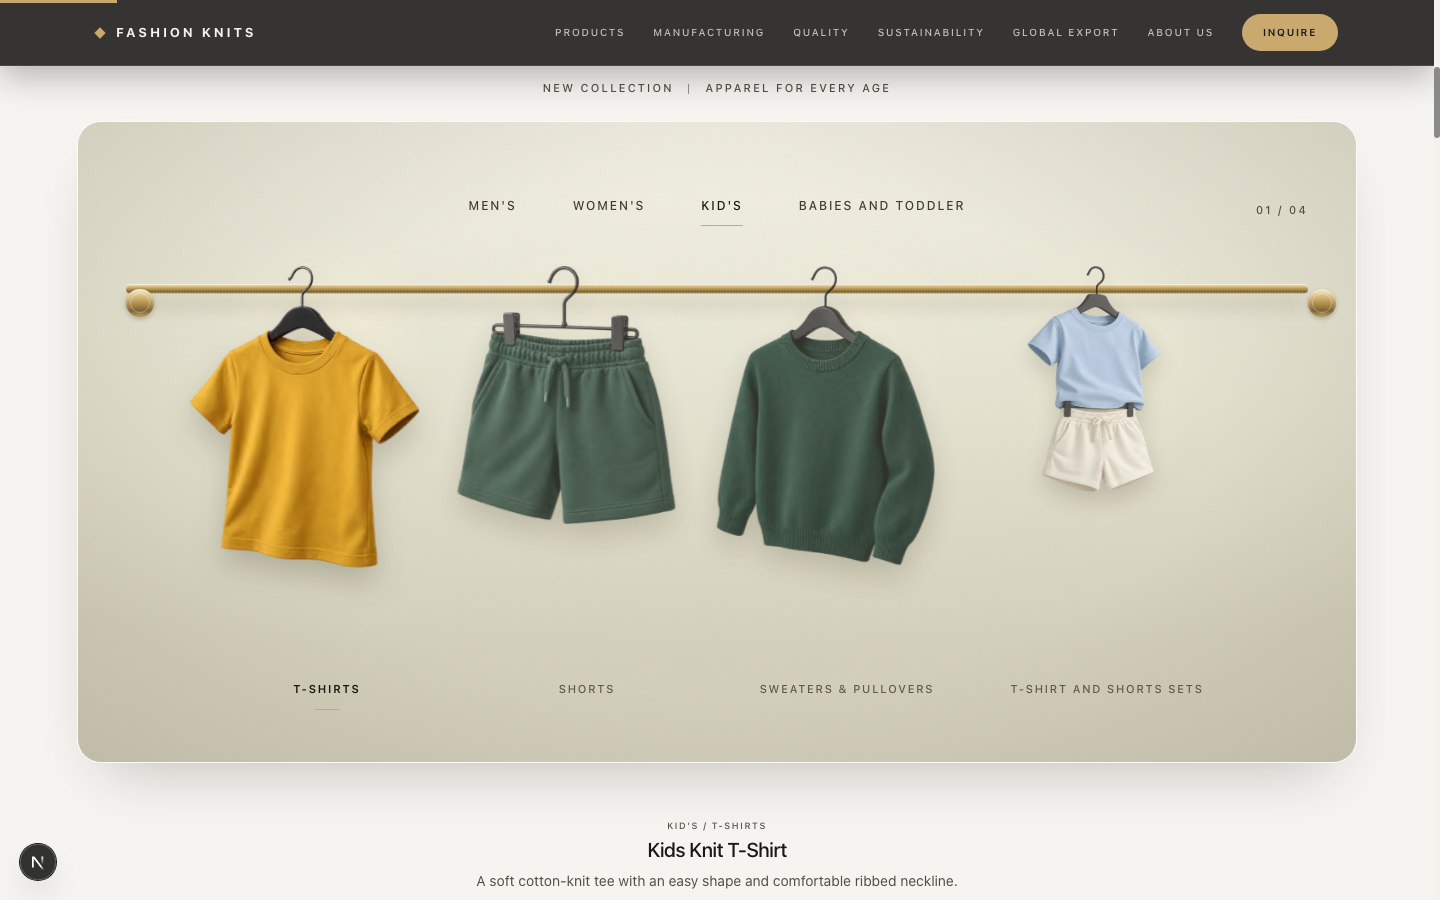 FASHION KNITS
PRODUCTS
MANUFACTURING
QUALITY
SUSTAINABILITY
GLOBAL EXPORT
ABOUT US
INQUIRE
NEW COLLECTION | APPAREL FOR EVERY AGE
MEN'S
WOMEN'S
KID'S
BABIES AND TODDLER
01 / 04
T-SHIRTS
SHORTS
SWEATERS & PULLOVERS
T-SHIRT AND SHORTS SETS
KID'S / T-SHIRTS
Kids Knit T-Shirt
A soft cotton-knit tee with an easy shape and comfortable ribbed neckline.
N